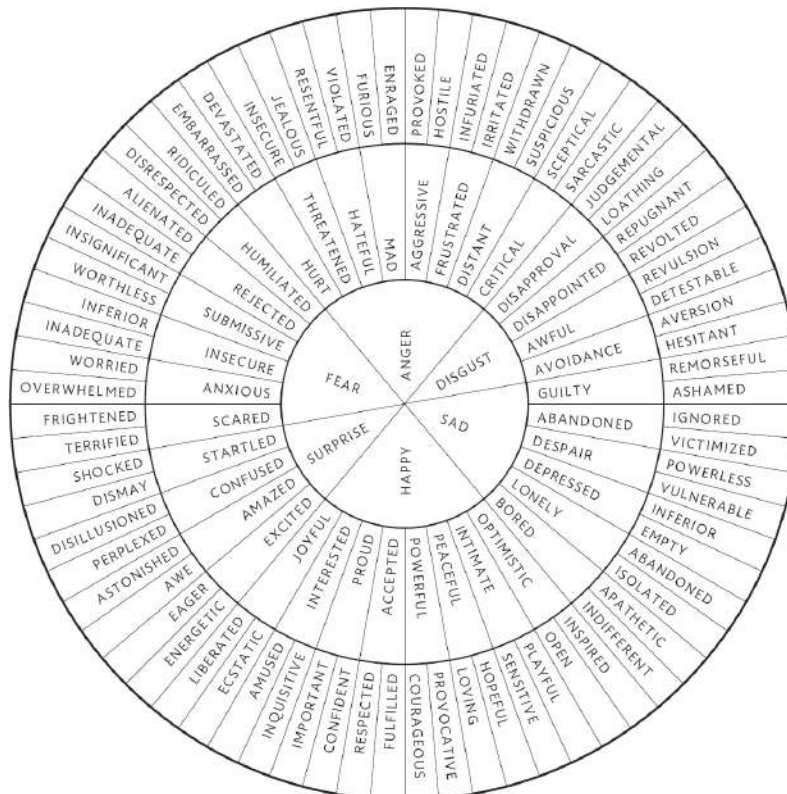 PROVOKED
HOSTILE
INFURIATED
IRRITATED
WITHDRAWN
SUSPICIOUS
SCEPTICAL
SARCASTIC
JUDGEMENTAL
LOATHING
REPUGNANT
REVOLTED
REVULSION
DETESTABLE
AVERSION
HESITANT
REMORSEFUL
ASHAMED
IGNORED
VICTIMIZED
POWERLESS
VULNERABLE
INFERIOR
EMPTY
ABANDONED
ISOLATED
APATHETIC
INDIFFERENT
INSPIRED
OPEN
PLAYFUL
SENSITIVE
HOPEFUL
LOVING
PROVOCATIVE
COURAGEOUS
FULFILLED
RESPECTED
CONFIDENT
IMPORTANT
INQUISITIVE
AMUSED
ECSTATIC
LIBERATED
ENERGETIC
EAGER
AWE
ASTONISHED
PERPLEXED
DISILLUSIONED
DISMAY
SHOCKED
TERRIFIED
FRIGHTENED
OVERWHELMED
WORRIED
INADEQUATE
INFERIOR
WORTHLESS
INSIGNIFICANT
INADEQUATE
ALIENATED
DISRESPECTED
RIDICULED
EMBARRASSED
DEVASTATED
INSECURE
JEALOUS
RESENTFUL
VIOLATED
FURIOUS
ENRAGED
AGGRESSIVE
FRUSTRATED
DISTANT
CRITICAL
DISAPPROVAL
DISAPPOINTED
AWFUL
AVOIDANCE
GUILTY
ABANDONED
DESPAIR
DEPRESSED
LONELY
BORED
OPTIMISTIC
INTIMATE
PEACEFUL
POWERFUL
ACCEPTED
PROUD
INTERESTED
JOYFUL
EXCITED
AMAZED
CONFUSED
STARTLED
SCARED
ANXIOUS
INSECURE
SUBMISSIVE
REJECTED
HUMILIATED
HURT
THREATENED
HATEFUL
MAD
ANGER
DISGUST
SAD
HAPPY
SURPRISE
FEAR